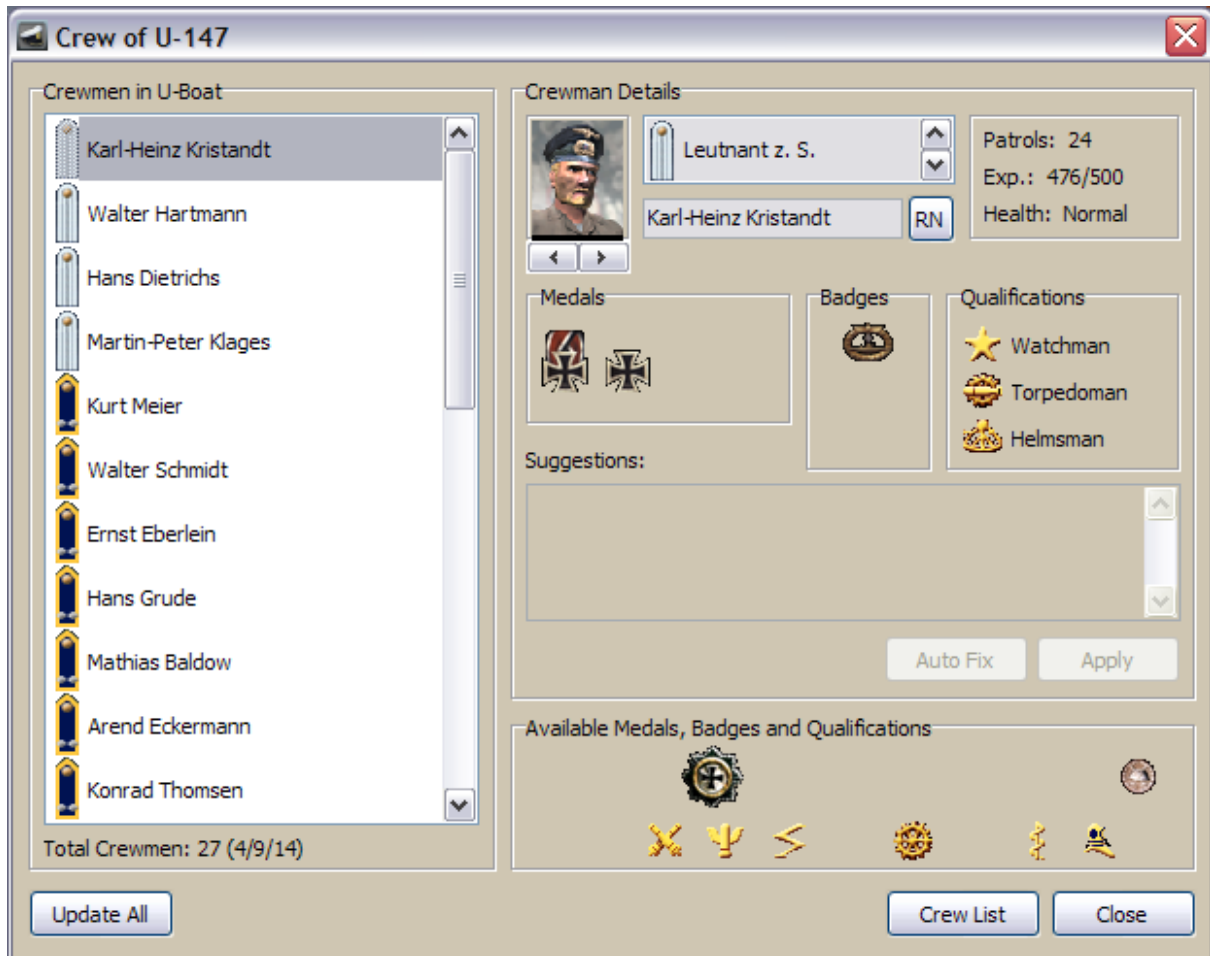 Crew of U-147
Crewmen in U-Boat
Karl-Heinz Kristandt
Walter Hartmann
Hans Dietrichs
Martin-Peter Klages
Kurt Meier
Walter Schmidt
Ernst Eberlein
Hans Grude
Mathias Baldow
Arend Eckermann
Konrad Thomsen
Total Crewmen: 27 (4/9/14)
Crewman Details
Leutnant z. S.
Karl-Heinz Kristandt
RN
Patrols: 24
Exp.: 476/500
Health: Normal
Medals
Badges
Qualifications
Watchman
Torpedoman
Helmsman
Suggestions:
Auto Fix
Apply
Available Medals, Badges and Qualifications
Update All
Crew List
Close